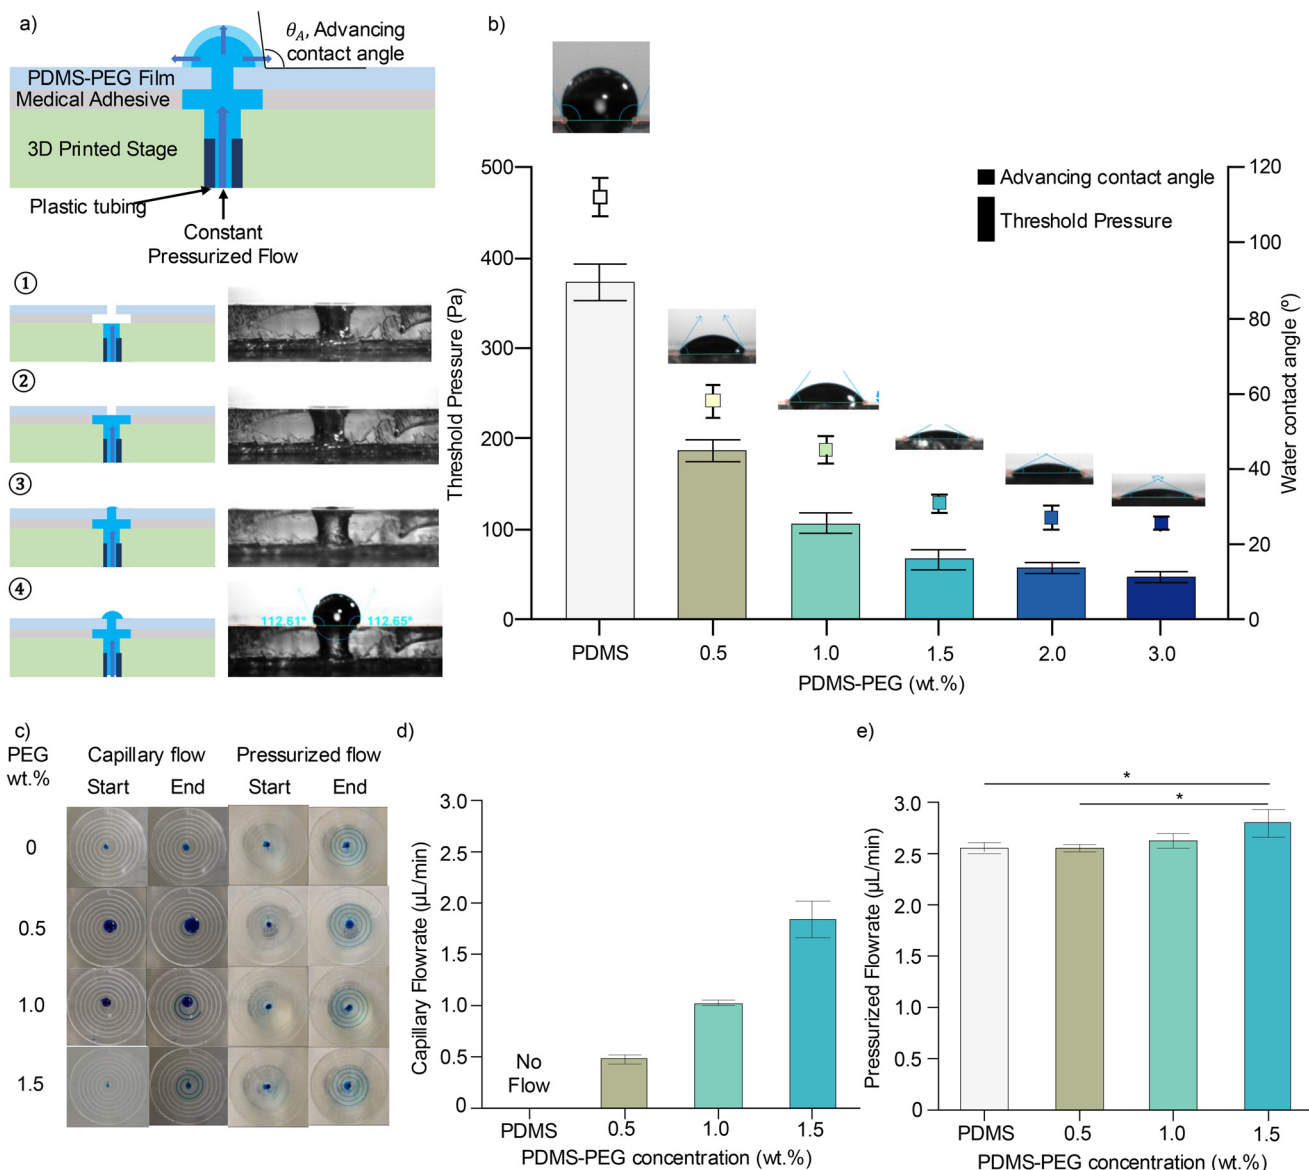 a)
θA, Advancing
contact angle
PDMS-PEG Film
Medical Adhesive
3D Printed Stage
Plastic tubing
Constant
Pressurized Flow
①
②
③
④
112.61°
112.65°
b)
Advancing contact angle
Threshold Pressure
Threshold Pressure (Pa)
500
400
300
200
100
0
Water contact angle (º)
120
100
80
60
40
20
0
PDMS
0.5
1.0
1.5
2.0
3.0
PDMS-PEG (wt.%)
c)
PEG
wt.%
Capillary flow
Pressurized flow
Start
End
Start
End
0
0.5
1.0
1.5
d)
Capillary Flowrate (µL/min)
3.0
2.5
2.0
1.5
1.0
0.5
0
No
Flow
PDMS
0.5
1.0
1.5
PDMS-PEG concentration (wt.%)
e)
Pressurized Flowrate (µL/min)
3.0
2.5
2.0
1.5
1.0
0.5
0
*
*
PDMS
0.5
1.0
1.5
PDMS-PEG concentration (wt.%)